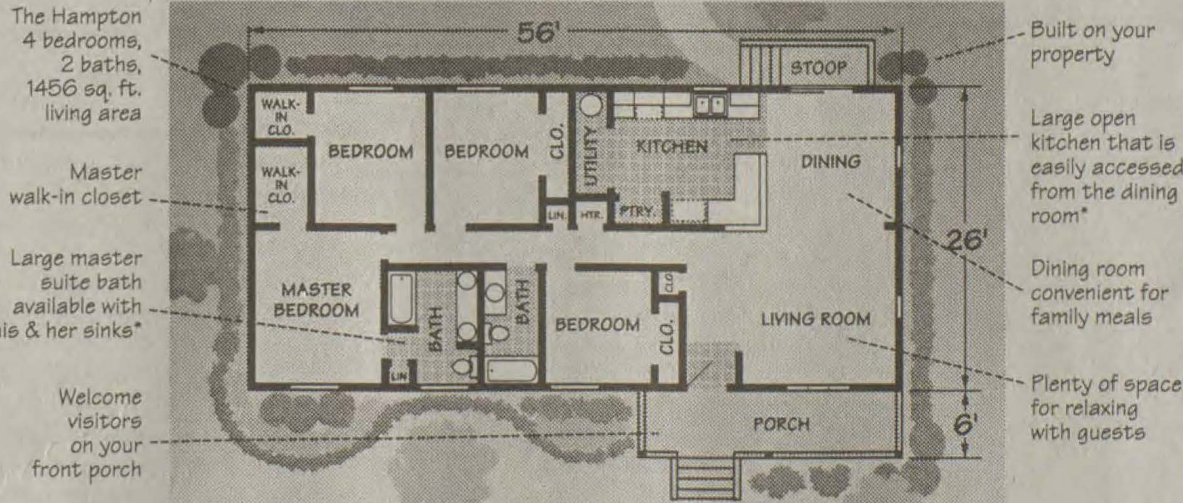 The Hampton
4 bedrooms,
2 baths,
1456 sq. ft.
living area
Master
walk-in closet
Large master
suite bath
available with
his & her sinks*
Welcome
visitors
on your
front porch
56'
STOOP
WALK-
IN
CLO.
BEDROOM
BEDROOM
CLO.
UTILITY
KITCHEN
DINING
WALK-
IN
CLO.
LIN.
HTR.
PTRY.
26'
MASTER
BEDROOM
BATH
BATH
BEDROOM
CLO.
CLO.
LIVING ROOM
LIN
PORCH
6'
Built on your
property
Large open
kitchen that is
easily accessed
from the dining
room*
Dining room
convenient for
family meals
Plenty of space
for relaxing
with guests